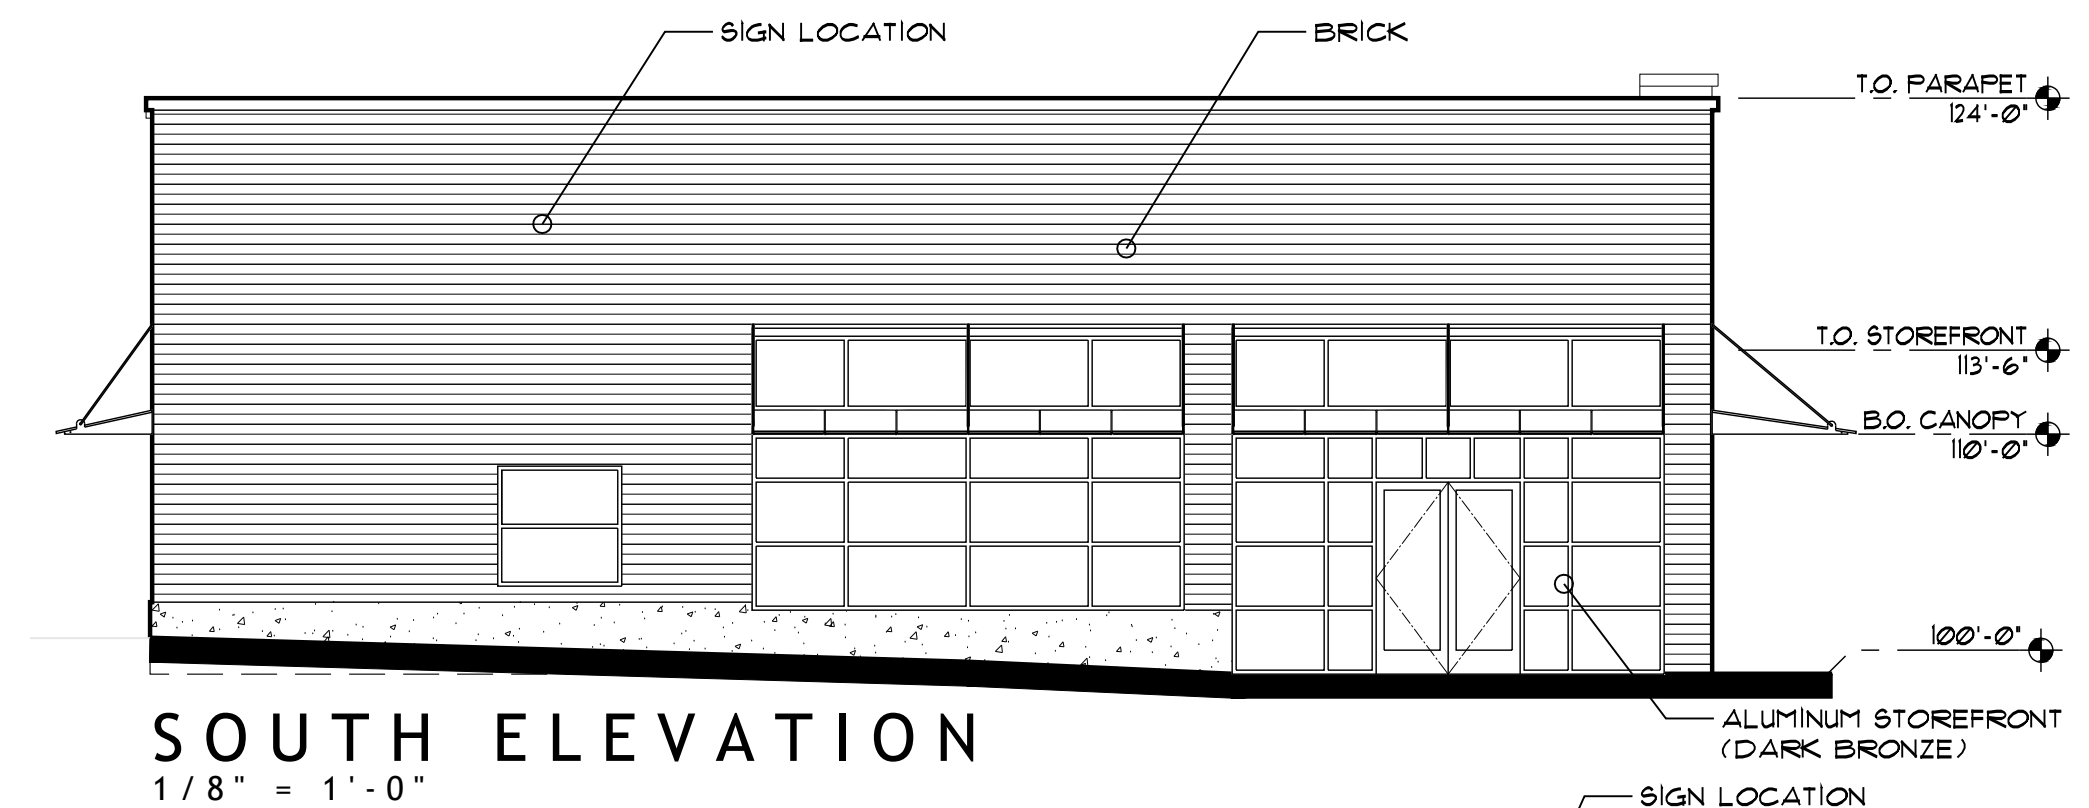 SIGN LOCATION
BRICK
T.O. PARAPET
124'-0"
T.O. STOREFRONT
113'-6"
B.O. CANOPY
110'-0"
100'-0"
ALUMINUM STOREFRONT
(DARK BRONZE)
SOUTH ELEVATION
1/8" = 1'-0"
SIGN LOCATION